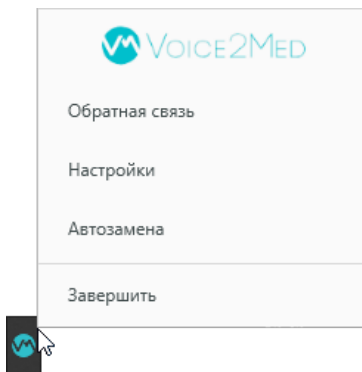 VOICE2MED
Обратная связь
Настройки
Автозамена
Завершить